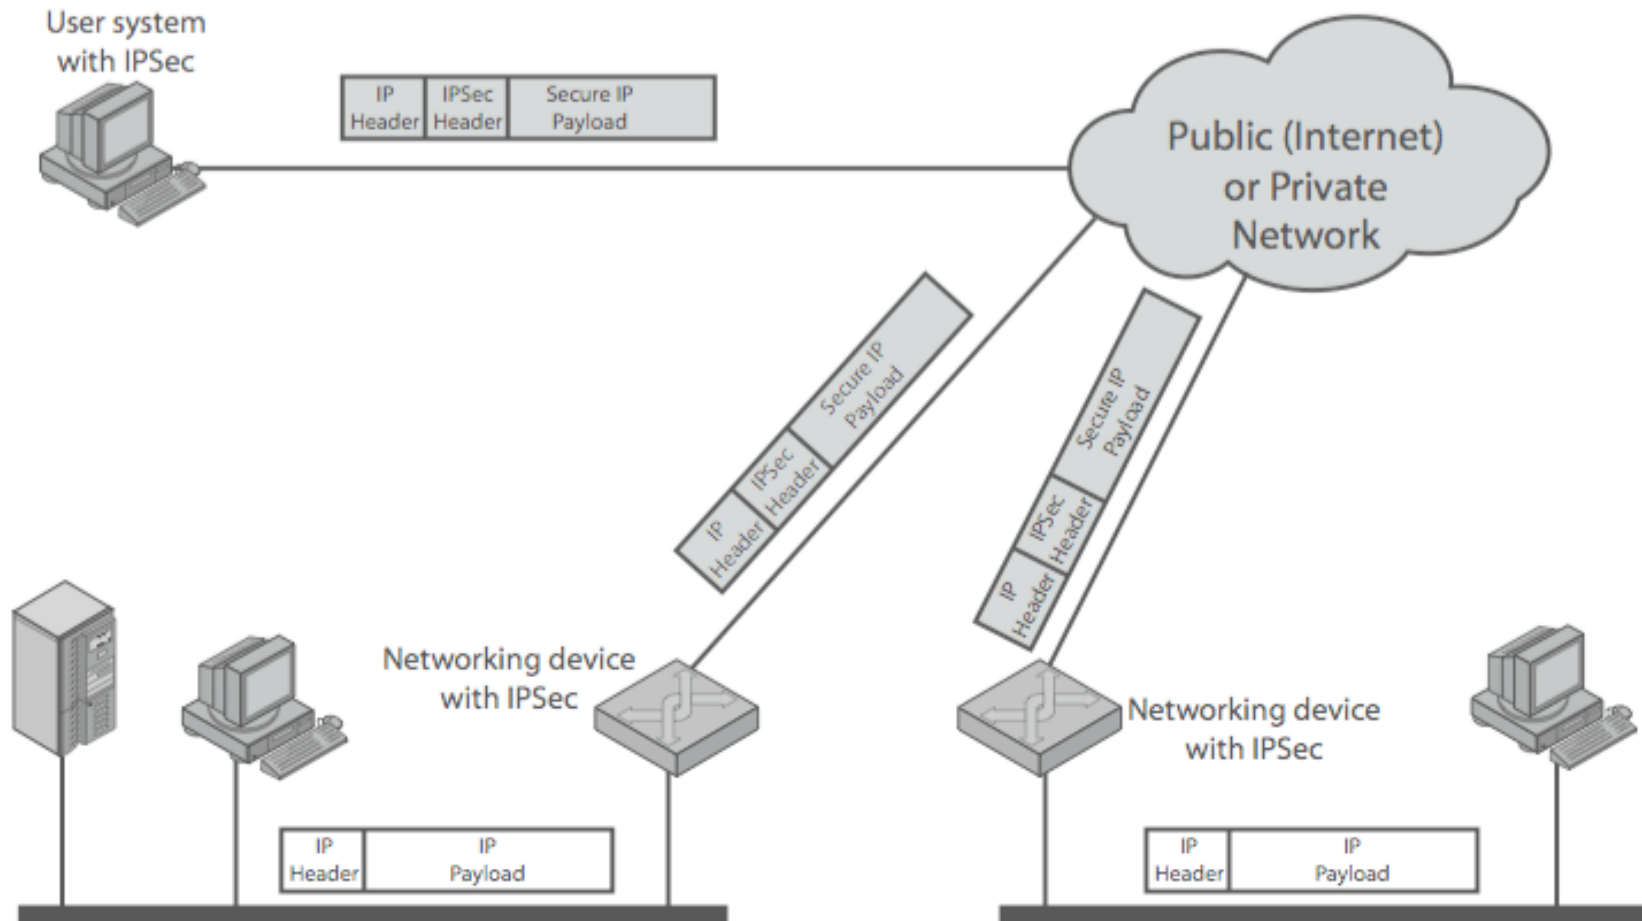 User system
with IPSec
IP
Header
IPSec
Header
Secure IP
Payload
Public (Internet)
or Private
Network
Secure IP
Payload
IPSec
Header
IP
Header
Secure IP
Payload
IPSec
Header
IP
Header
Networking device
with IPSec
Networking device
with IPSec
IP
Header
IP
Payload
IP
Header
IP
Payload